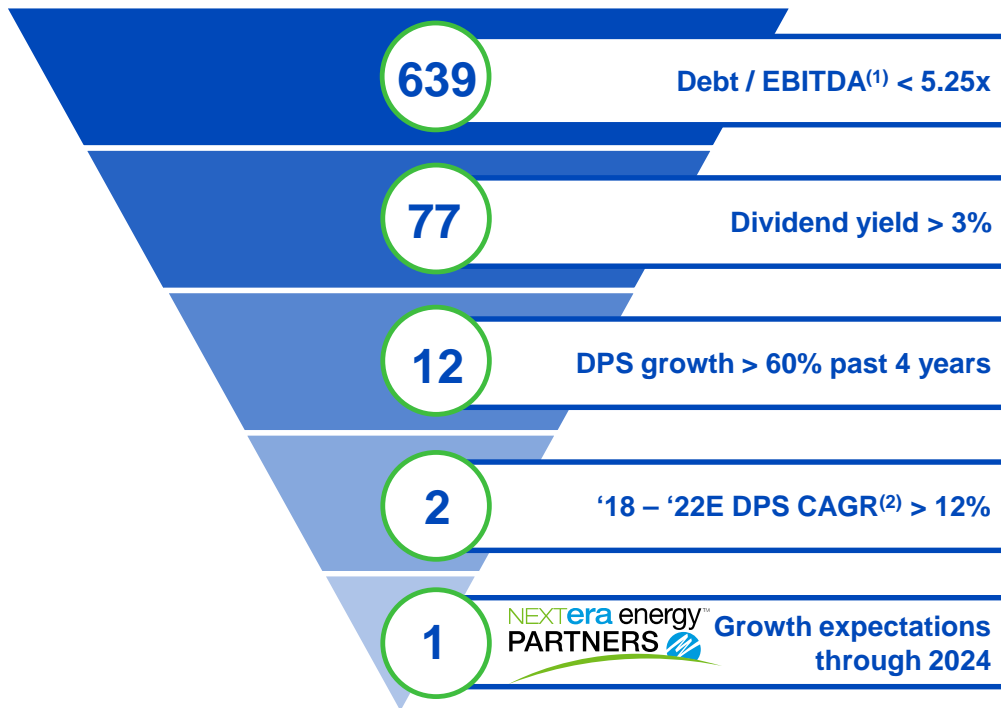 639
Debt / EBITDA(1) < 5.25x
77
Dividend yield > 3%
12
DPS growth > 60% past 4 years
2
‘18 – ‘22E DPS CAGR(2) > 12%
1
NEXTera energy™
PARTNERS
Growth expectations
through 2024